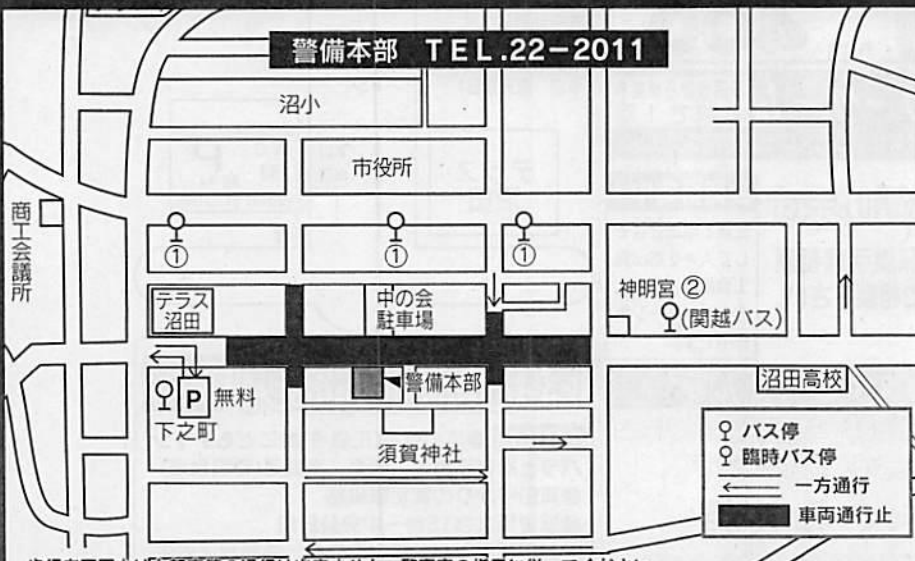 警備本部 TEL.22-2011
沼小
市役所
商工会議所
①
①
①
テラス
沼田
中の会
駐車場
神明宮 ②
(関越バス)
警備本部
P 無料
下之町
沼田高校
須賀神社
バス停
臨時バス停
一方通行
車両通行止